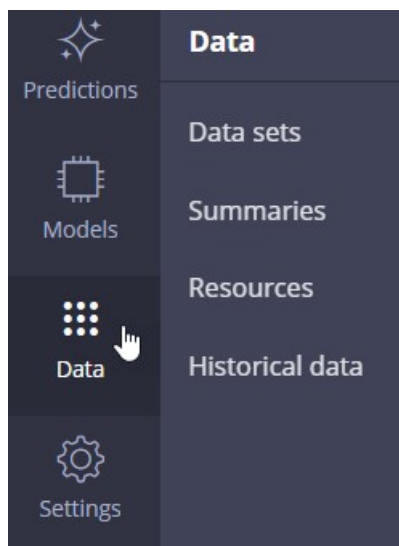 Predictions
Models
Data
Settings
Data
Data sets
Summaries
Resources
Historical data